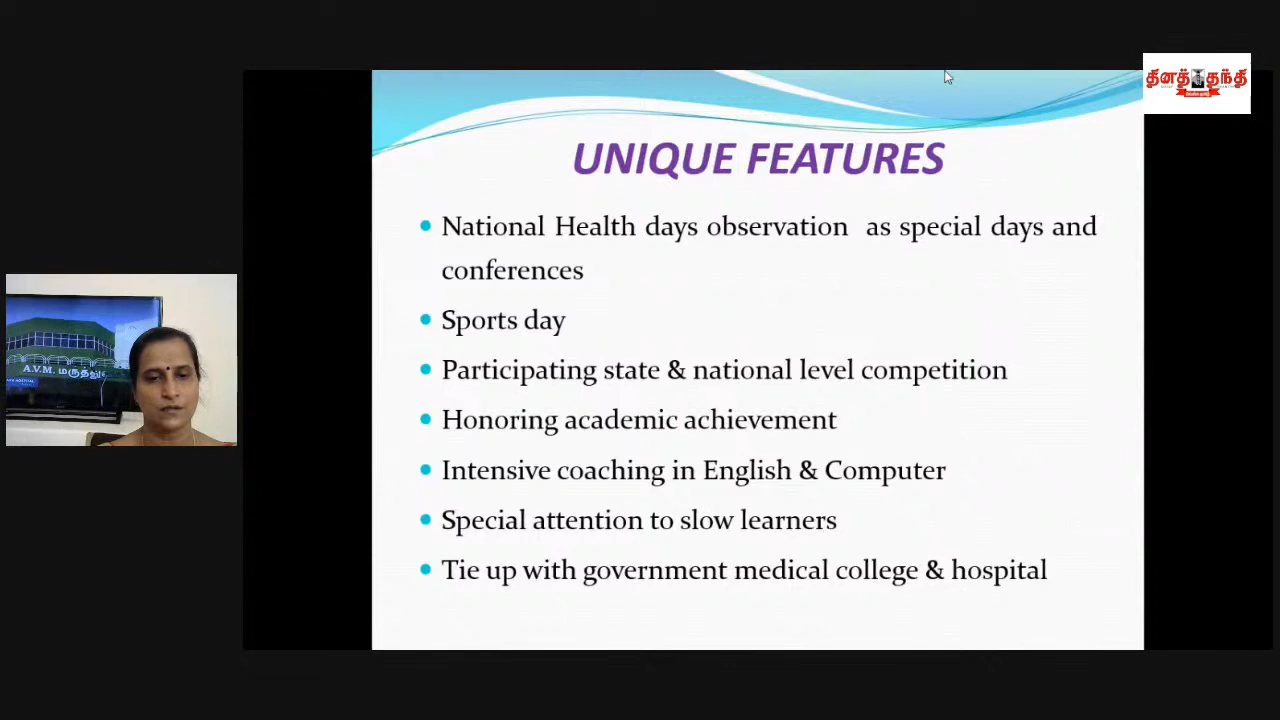 தினத்தந்தி
UNIQUE FEATURES
National Health days observation as special days and
conferences
Sports day
Participating state & national level competition
Honoring academic achievement
Intensive coaching in English & Computer
Special attention to slow learners
Tie up with government medical college & hospital
A.V.M. மருத்து